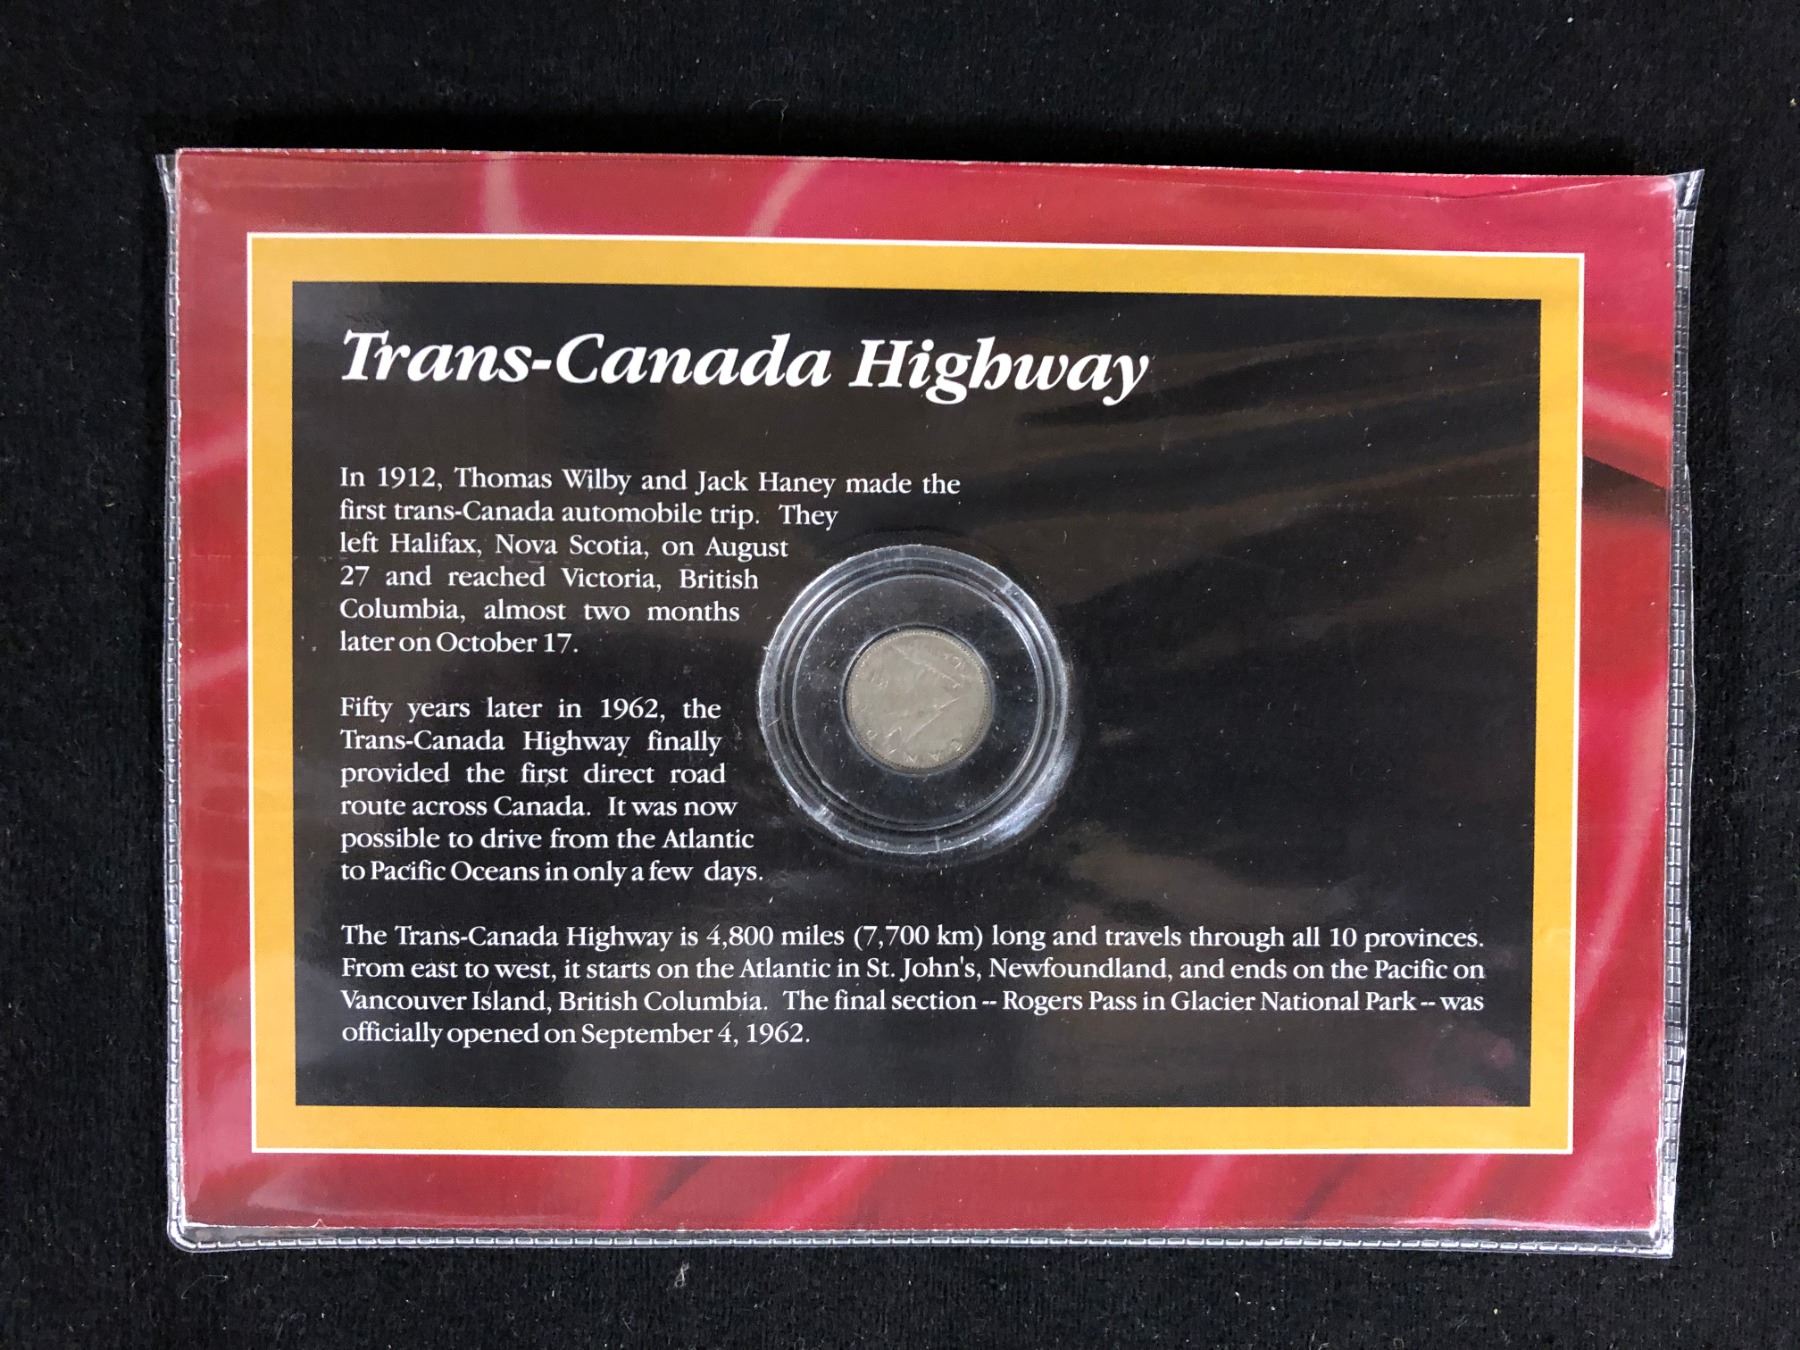 Trans-Canada Highway
In 1912, Thomas Wilby and Jack Haney made the
first trans-Canada automobile trip. They
left Halifax, Nova Scotia, on August
27 and reached Victoria, British
Columbia, almost two months
later on October 17.
Fifty years later in 1962, the
Trans-Canada Highway finally
provided the first direct road
route across Canada. It was now
possible to drive from the Atlantic
to Pacific Oceans in only a few days.
The Trans-Canada Highway is 4,800 miles (7,700 km) long and travels through all 10 provinces.
From east to west, it starts on the Atlantic in St. John's, Newfoundland, and ends on the Pacific on
Vancouver Island, British Columbia. The final section -- Rogers Pass in Glacier National Park -- was
officially opened on September 4, 1962.